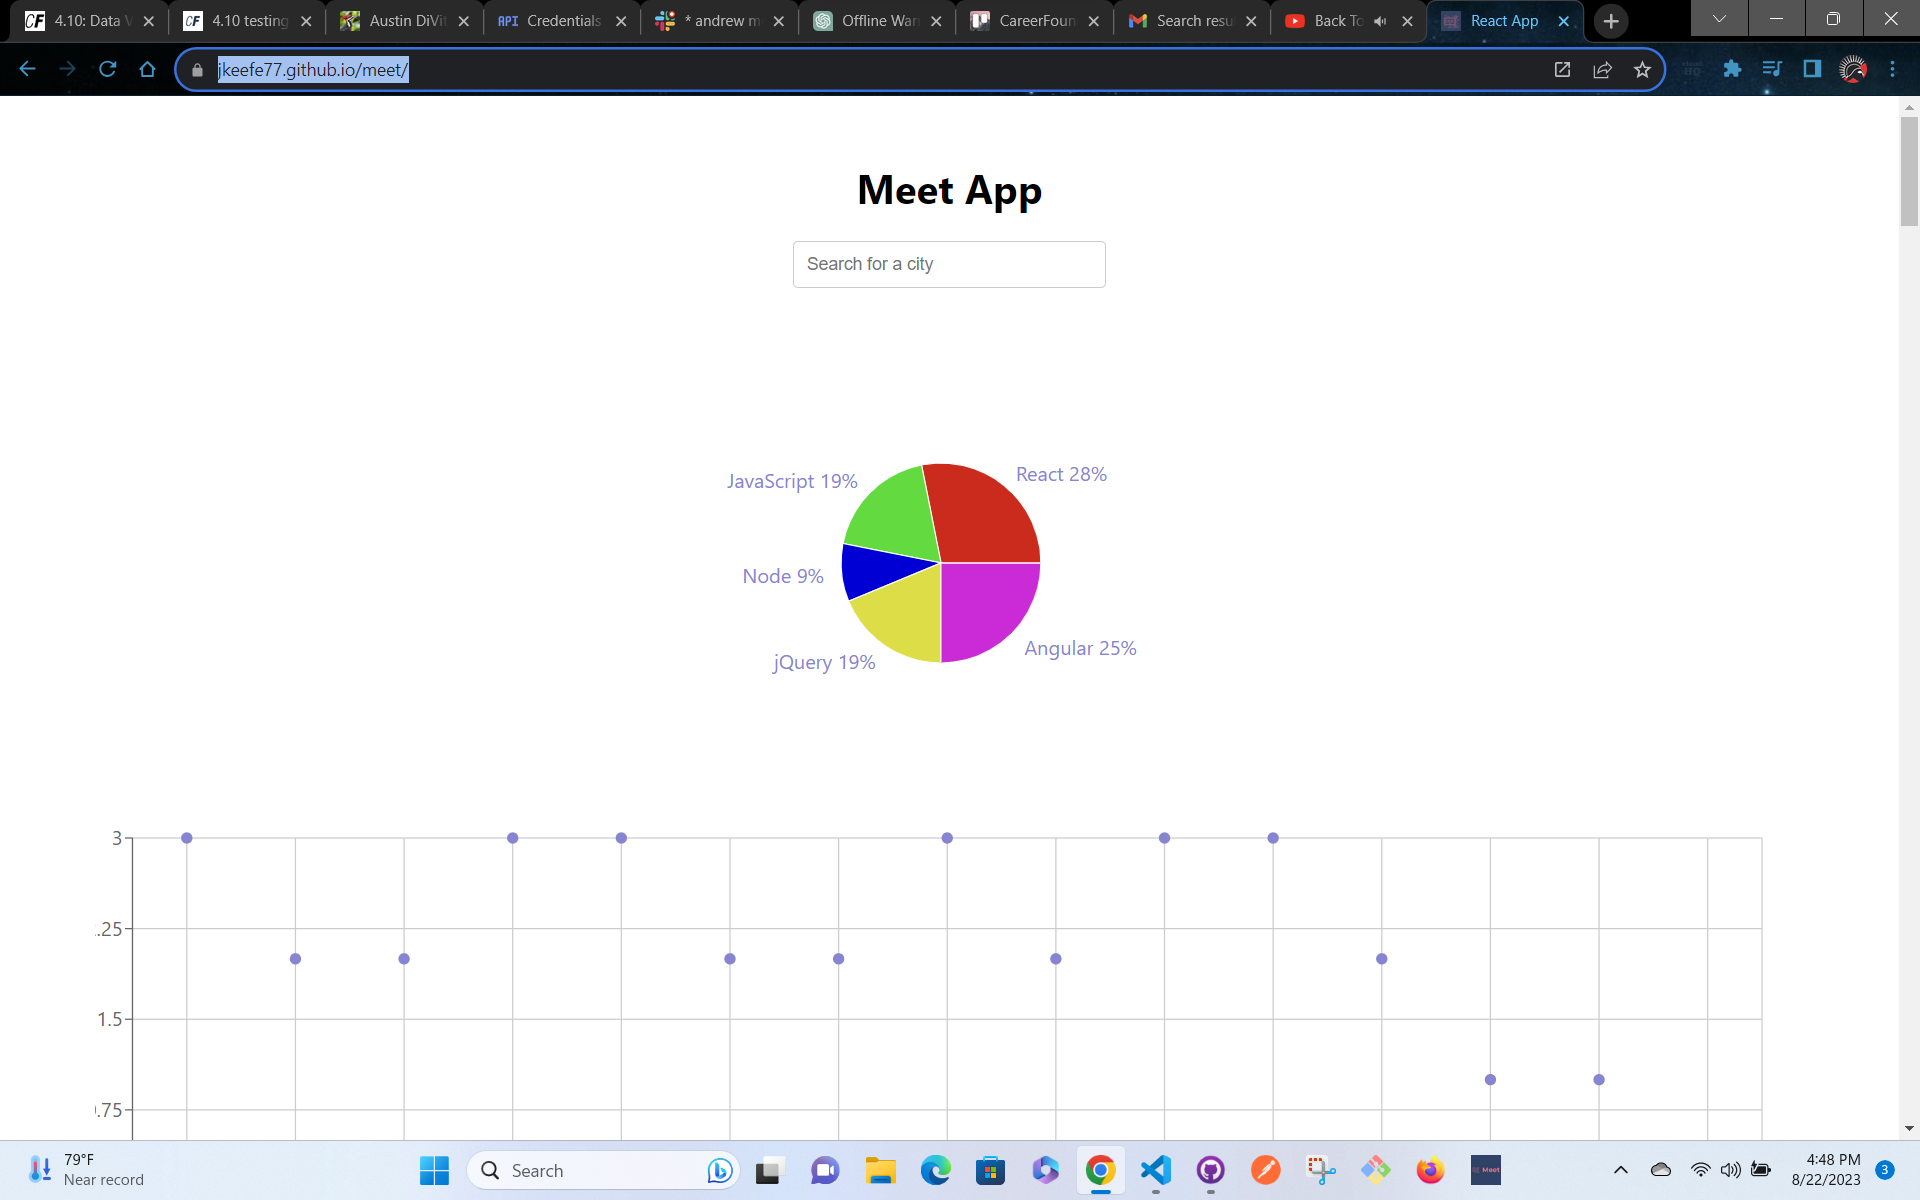 4.10: Data V
4.10 testing
Austin DiVit
API Credentials
* andrew m
Offline War
CareerFoun
Search resu
Back To
React App
jkeefe77.github.io/meet/
Meet App
Search for a city
JavaScript 19%
React 28%
Node 9%
jQuery 19%
Angular 25%
3
.25
1.5
.75
79°F
Near record
Search
Meet
4:48 PM
8/22/2023
3